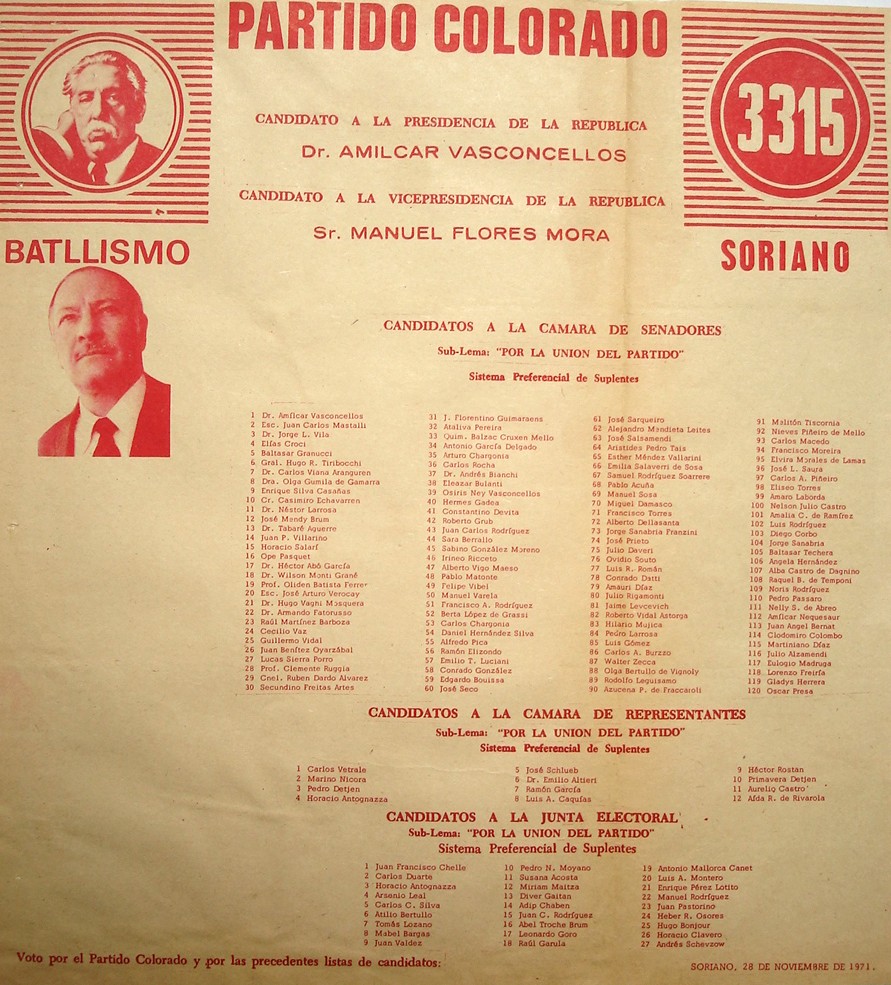 PARTIDO COLORADO
3315
CANDIDATO A LA PRESIDENCIA DE LA REPUBLICA
Dr. AMILCAR VASCONCELLOS
CANDIDATO A LA VICEPRESIDENCIA DE LA REPUBLICA
Sr. MANUEL FLORES MORA
BATLLISMO
SORIANO
CANDIDATOS A LA CAMARA DE SENADORES
Sub-Lema: "POR LA UNION DEL PARTIDO"
Sistema Preferencial de Suplentes
1 Dr. Amílcar Vasconcellos
2 Esc. Juan Carlos Mastalli
3 Dr. Jorge L. Vila
4 Elías Croci
5 Baltasar Granucci
6 Gral. Hugo R. Tiribocchi
7 Dr. Carlos Viana Aranguren
8 Dra. Olga Gumila de Gamarra
9 Enrique Silva Casañas
10 Cr. Casimiro Echavarren
11 Dr. Néstor Larrosa
12 José Mendy Brum
13 Dr. Tabaré Aguerre
14 Juan P. Villarino
15 Horacio Salarí
16 Ope Pasquet
17 Dr. Héctor Abó García
18 Dr. Wilson Monti Grané
19 Prof. Oliden Batista Ferrer
20 Esc. José Arturo Verocay
21 Dr. Hugo Vaghi Mosquera
22 Dr. Armando Fatorusso
23 Raúl Martínez Barboza
24 Cecilio Vaz
25 Guillermo Vidal
26 Juan Benítez Oyarzábal
27 Lucas Sierra Porro
28 Prof. Clemente Ruggia
29 Cnel. Ruben Dardo Alvarez
30 Secundino Freitas Artes
31 J. Florentino Guimaraens
32 Ataliva Pereira
33 Quím. Balzac Cruxen Mello
34 Antonio García Delgado
35 Arturo Chargonia
36 Carlos Rocha
37 Dr. Andrés Bianchi
38 Eleazar Bulanti
39 Osiris Ney Vasconcellos
40 Hermes Gadea
41 Constantino Devita
42 Roberto Grub
43 Juan Carlos Rodríguez
44 Sara Berrallo
45 Sabino González Moreno
46 Irineo Ricceto
47 Alberto Vigo Maeso
48 Pablo Matonte
49 Felipe Vibel
50 Manuel Varela
51 Francisco A. Rodríguez
52 Berta López de Grassi
53 Carlos Chargonia
54 Daniel Hernández Silva
55 Alfredo Pica
56 Ramón Elizondo
57 Emilio T. Luciani
58 Conrado González
59 Edgardo Bouissa
60 José Seco
61 José Sarqueiro
62 Alejandro Mendieta Leites
63 José Salsamendi
64 Arístides Pedro Tais
65 Esther Méndez Vallarini
66 Emilia Salaverri de Sosa
67 Samuel Rodríguez Soarrere
68 Pablo Acuña
69 Manuel Sosa
70 Miguel Damasco
71 Francisco Torres
72 Alberto Dellasanta
73 Jorge Sanabria Franzini
74 José Prieto
75 Julio Daveri
76 Ovidio Souto
77 Luis R. Román
78 Conrado Datti
79 Amauri Díaz
80 Julio Rigamonti
81 Jaime Levcevich
82 Roberto Vidal Astorga
83 Hilario Mujica
84 Pedro Larrosa
85 Luis Gómez
86 Carlos A. Burzzo
87 Walter Zecca
88 Olga Bertullo de Vignoly
89 Rodolfo Leguísamo
90 Azucena P. de Fraccaioli
91 Malitón Tiscornia
92 Nieves Piñeiro de Mello
93 Carlos Macedo
94 Francisco Moreira
95 Elvira Morales de Lamas
96 José L. Saura
97 Carlos A. Piñeiro
98 Eliseo Torres
99 Amaro Laborda
100 Nelson Julio Castro
101 Amalia C. de Ramírez
102 Luis Rodríguez
103 Diego Corbo
104 Jorge Sanabria
105 Baltasar Techera
106 Angela Hernández
107 Alba Castro de Dagnino
108 Raquel B. de Temponi
109 Noris Rodríguez
110 Pedro Passaro
111 Nelly S. de Abreo
112 Amílcar Nequesaur
113 Juan Angel Bernat
114 Clodomiro Colombo
115 Martiniano Díaz
116 Julio Alzamendi
117 Eulogio Madruga
118 Lorenzo Freirfa
119 Gladys Herrera
120 Oscar Presa
CANDIDATOS A LA CAMARA DE REPRESENTANTES
Sub-Lema: "POR LA UNION DEL PARTIDO"
Sistema Preferencial de Suplentes
1 Carlos Vetrale
2 Marino Nicora
3 Pedro Detjen
4 Horacio Antognazza
5 José Schlueb
6 Dr. Emilio Altieri
7 Ramón García
8 Luis A. Caquías
9 Héctor Rostán
10 Primavera Detjen
11 Aurelio Castro
12 Aída R. de Rivarola
CANDIDATOS A LA JUNTA ELECTORAL
Sub-Lema: "POR LA UNION DEL PARTIDO"
Sistema Preferencial de Suplentes
1 Juan Francisco Chelle
2 Carlos Duarte
3 Horacio Antognazza
4 Arsenio Leal
5 Carlos C. Silva
6 Atilio Bertullo
7 Tomás Lozano
8 Mabel Bargas
9 Juan Valdez
10 Pedro N. Moyano
11 Susana Acosta
12 Miriam Maitza
13 Diver Gaitan
14 Adip Chaben
15 Juan C. Rodríguez
16 Abel Troche Brum
17 Leonardo Goro
18 Raúl Garula
19 Antonio Mallorca Canet
20 Luis A. Montero
21 Enrique Pérez Lotito
22 Manuel Rodríguez
23 Juan Pastorino
24 Heber R. Osores
25 Hugo Bonjour
26 Horacio Clavero
27 Andrés Schevzow
Voto por el Partido Colorado y por las precedentes listas de candidatos:
SORIANO, 28 DE NOVIEMBRE DE 1971.